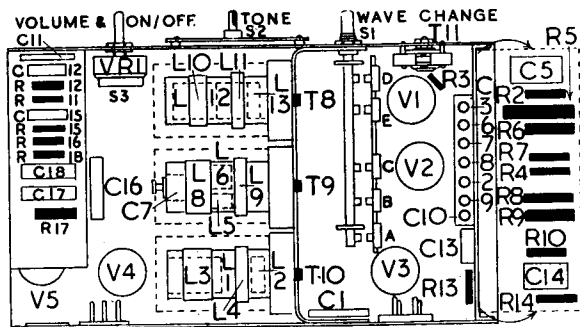 VOLUME & ON/OFF TONE WAVE CHANGE
C11 S2 S1 T11 R5
VR1
S3
C 12
R 12
R 11
C 15
R 15
R 16
R 18
C18
C17
R17
C16
V5
V4
L10 L11
L 12
L 13
T8
L
L 6
L 8
L 9
L5
C7
T9
L3
L 1
L 2
L4
T10
C1
D
E
C
B
A
R3
V1
V2
V3
C
3
6
7
8
2
9
C10
C13
R13
C5
R2
R6
R7
R4
R8
R9
R10
C14
R14